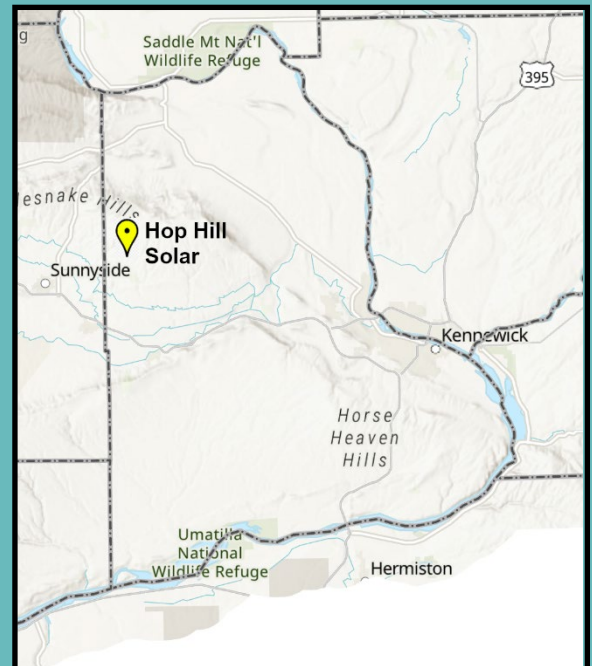 g
Saddle Mt Nat'l
Wildlife Refuge
395
esnake Hills
Hop Hill
Solar
Sunnyside
Kennewick
Horse
Heaven
Hills
Umatilla
National
Wildlife Refuge
Hermiston